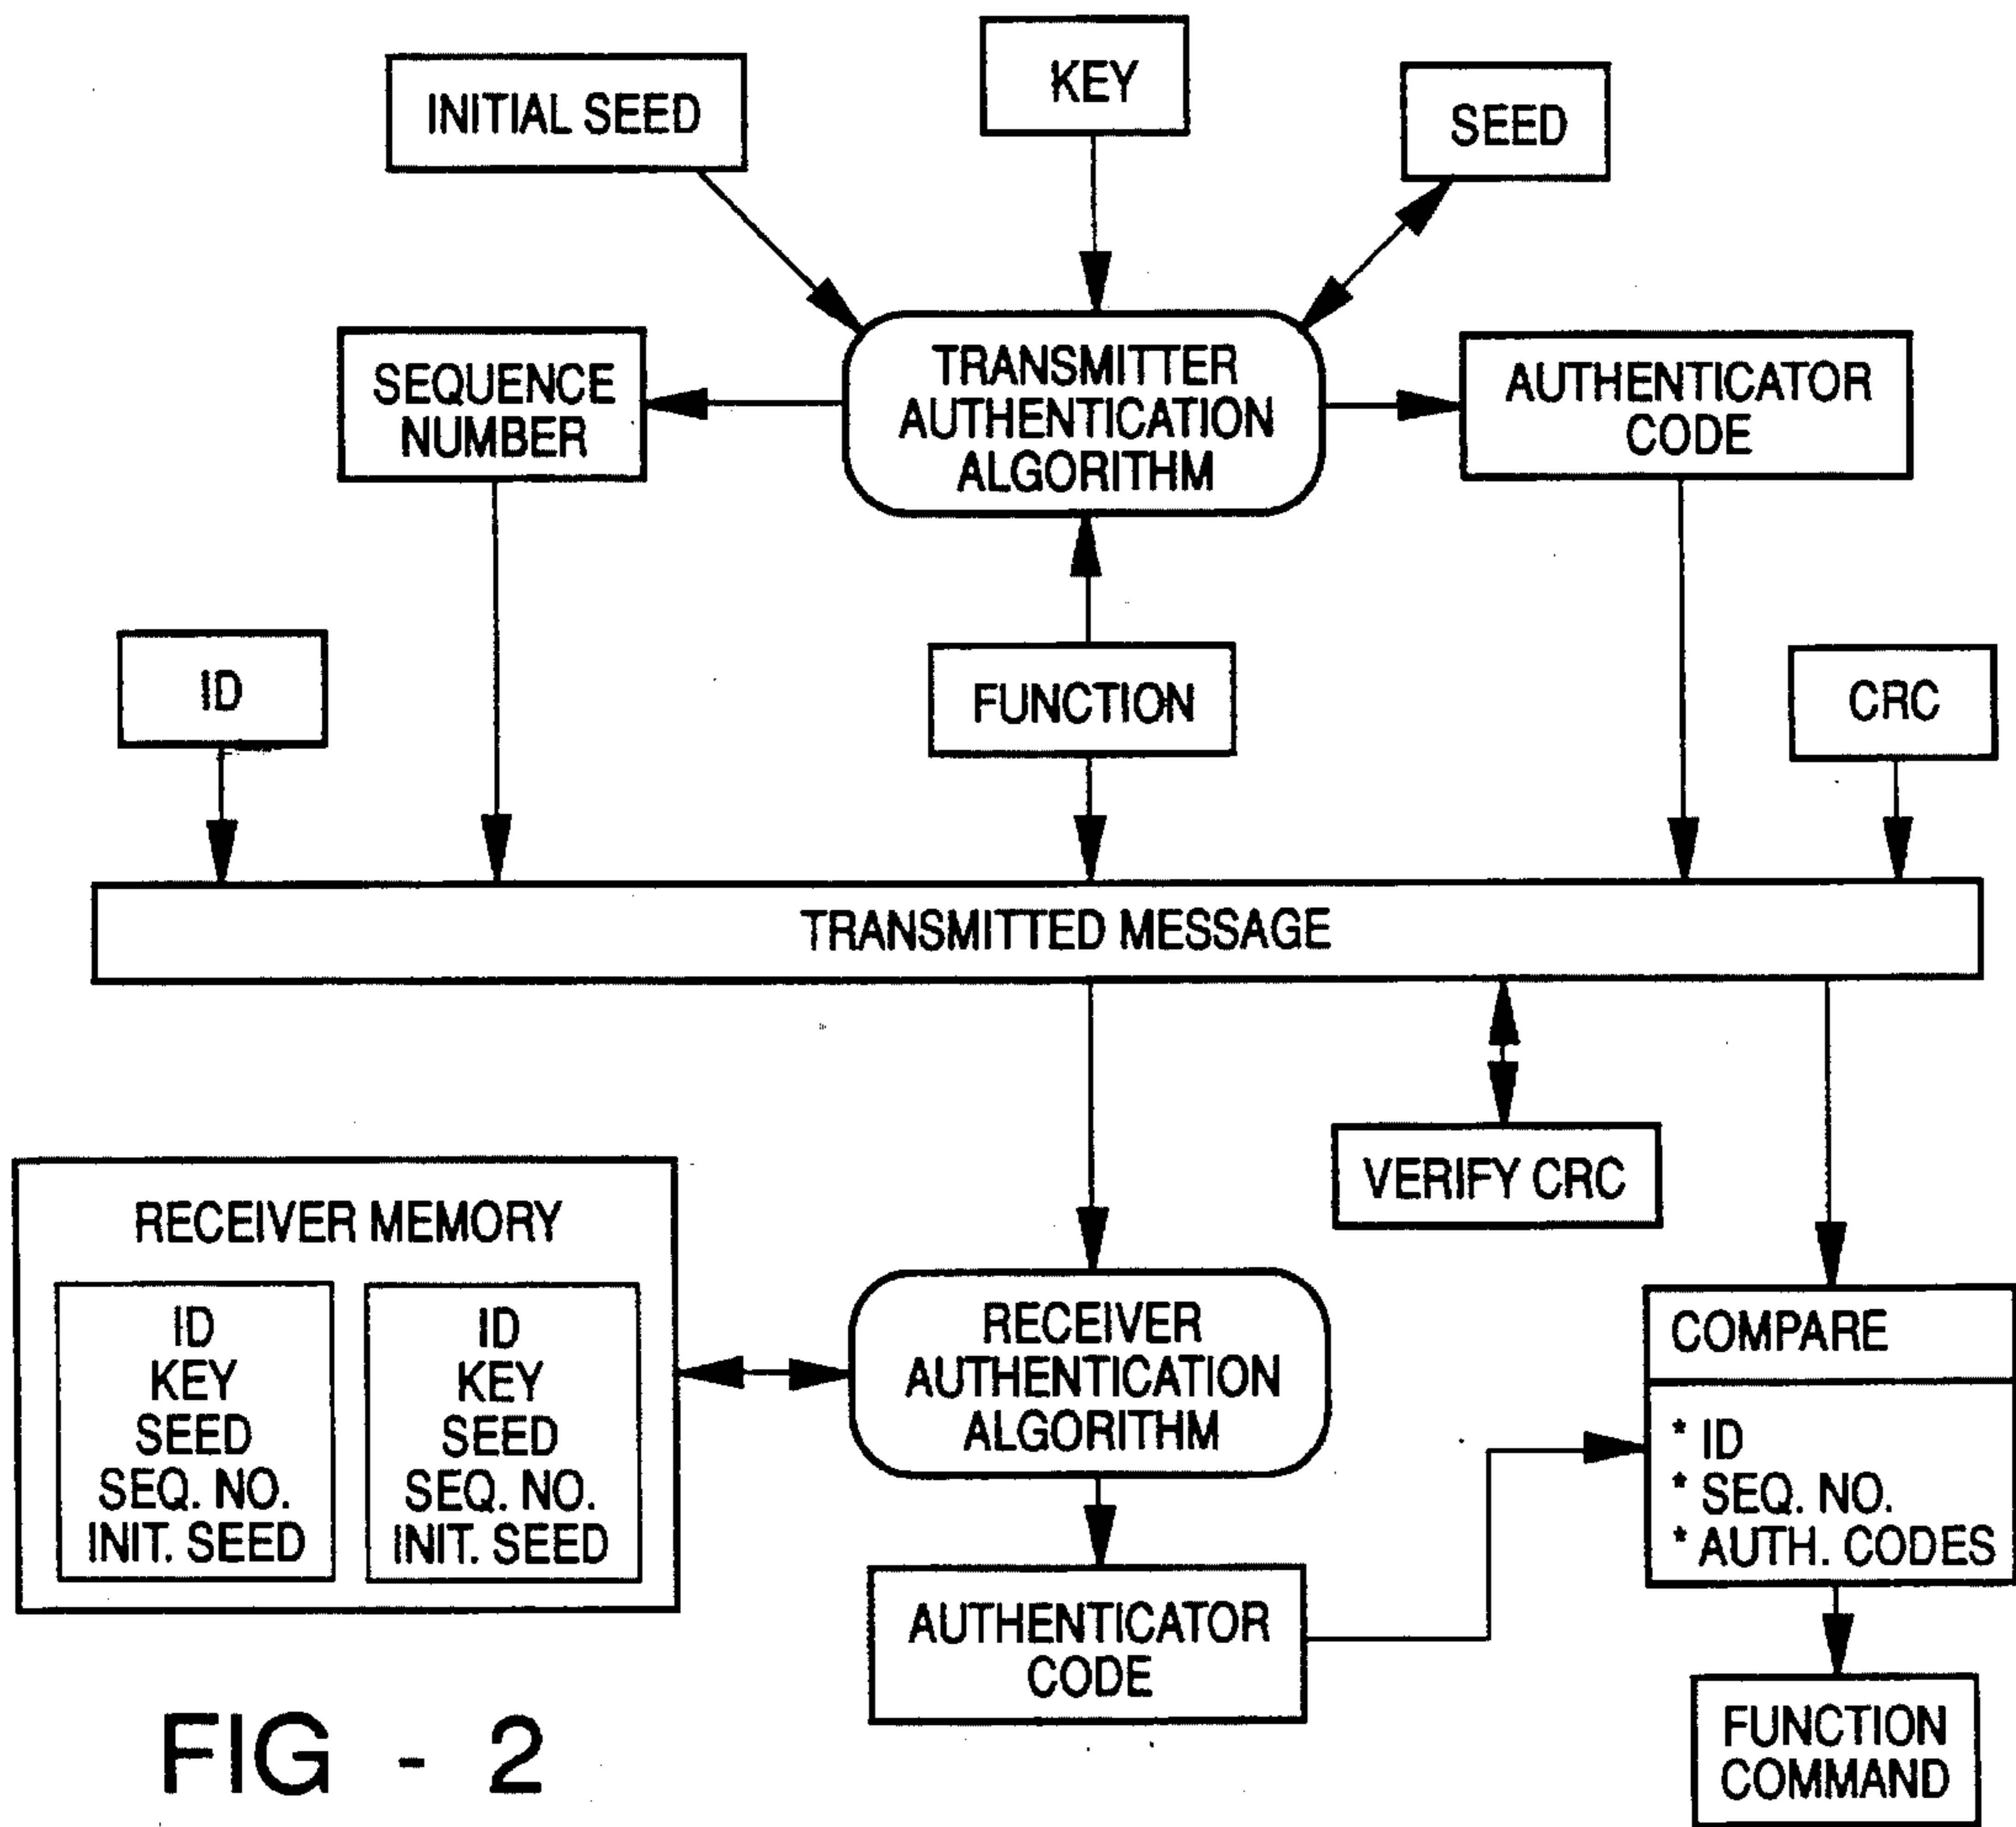 INITIAL SEED
KEY
SEED
SEQUENCE
NUMBER
TRANSMITTER
AUTHENTICATION
ALGORITHM
AUTHENTICATOR
CODE
ID
FUNCTION
CRC
TRANSMITTED MESSAGE
VERIFY CRC
RECEIVER MEMORY
ID
KEY
SEED
SEQ. NO.
INIT. SEED
ID
KEY
SEED
SEQ. NO.
INIT. SEED
RECEIVER
AUTHENTICATION
ALGORITHM
COMPARE
* ID
* SEQ. NO.
* AUTH. CODES
AUTHENTICATOR
CODE
FUNCTION
COMMAND
FIG - 2